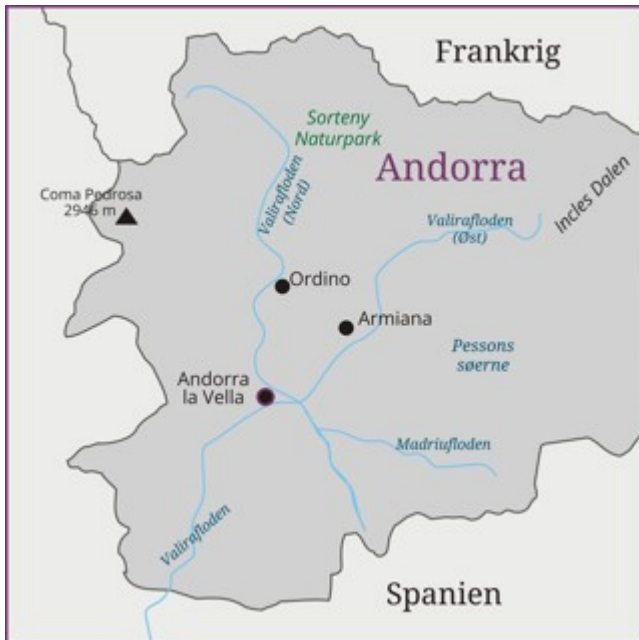 Frankrig
Sorteny
Naturpark
Andorra
Coma Pedrosa
2946 m
Valirafloden
(Nord)
Valirafloden
(Øst)
Incles Dalen
Ordino
Armiana
Pessons
søerne
Andorra
la Vella
Madriufloden
Valirafloden
Spanien